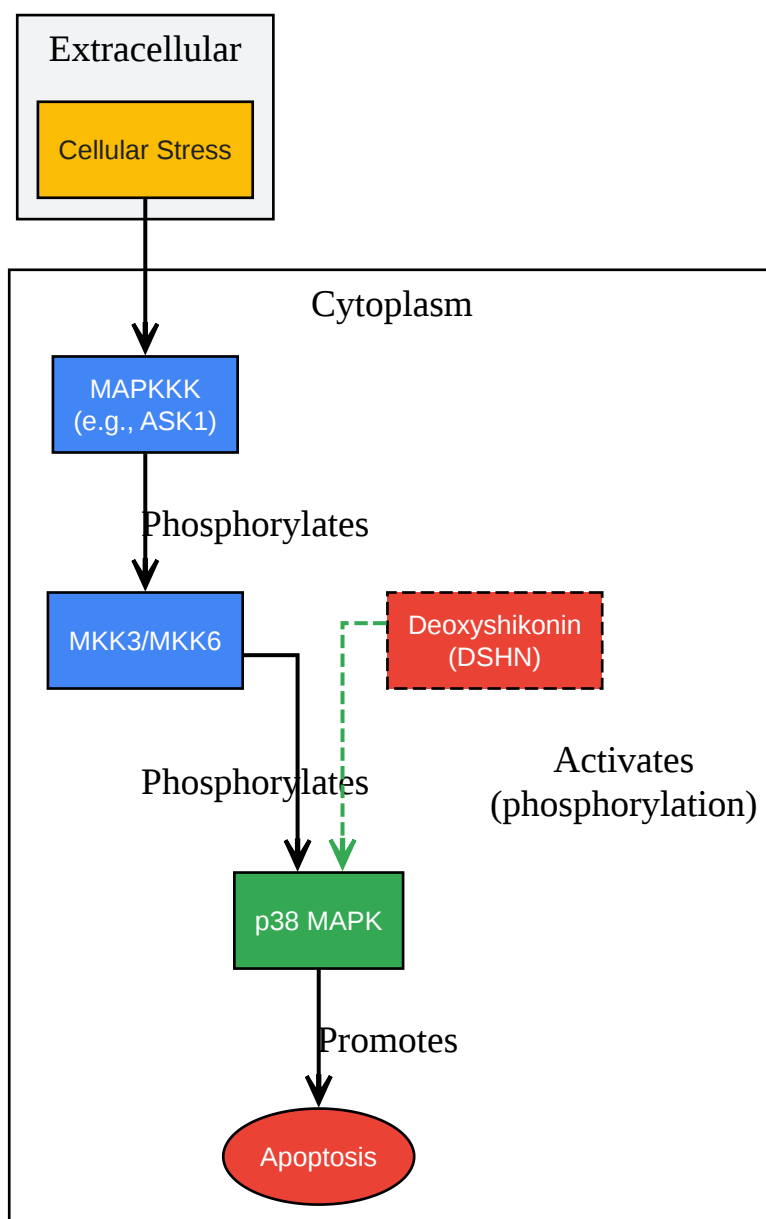 Extracellular
Cellular Stress
Cytoplasm
MAPKKK
(e.g., ASK1)
Phosphorylates
MKK3/MKK6
Deoxyshikonin
(DSHN)
Phosphorylates
Activates
(phosphorylation)
p38 MAPK
Promotes
Apoptosis